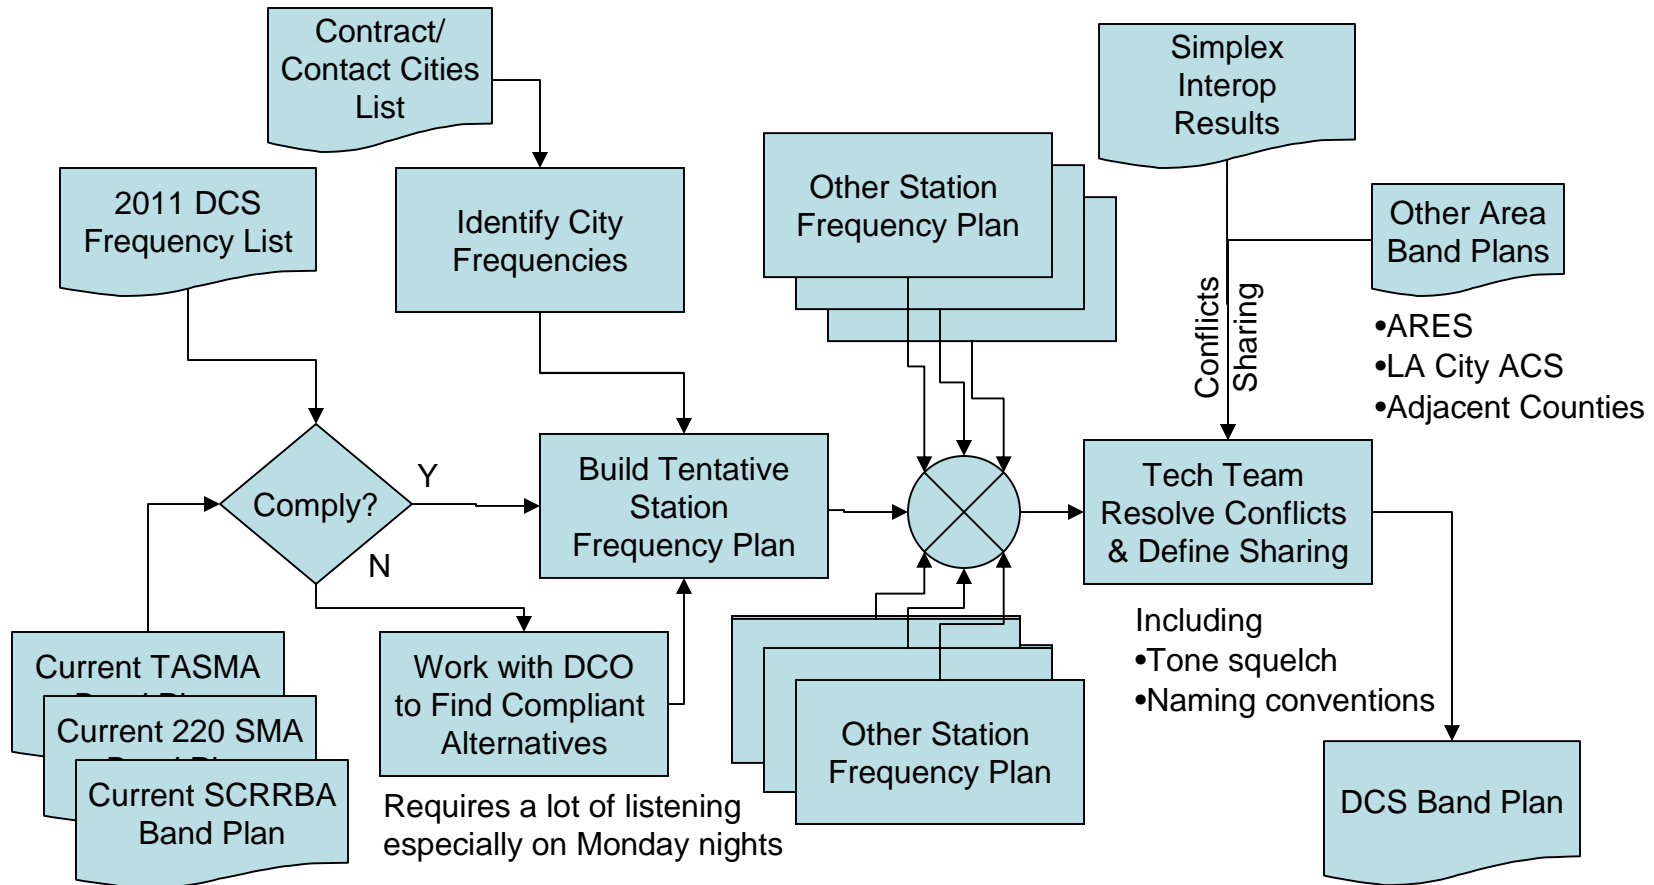 Contract/
Contact Cities
List
Simplex
Interop
Results
2011 DCS
Frequency List
Identify City
Frequencies
Other Station
Frequency Plan
Other Area
Band Plans
•ARES
•LA City ACS
•Adjacent Counties
Conflicts
Sharing
Comply?
Y
N
Build Tentative
Station
Frequency Plan
Tech Team
Resolve Conflicts
& Define Sharing
Including
•Tone squelch
•Naming conventions
Current TASMA
Current 220 SMA
Current SCRRBA
Band Plan
Work with DCO
to Find Compliant
Alternatives
Requires a lot of listening
especially on Monday nights
Other Station
Frequency Plan
DCS Band Plan